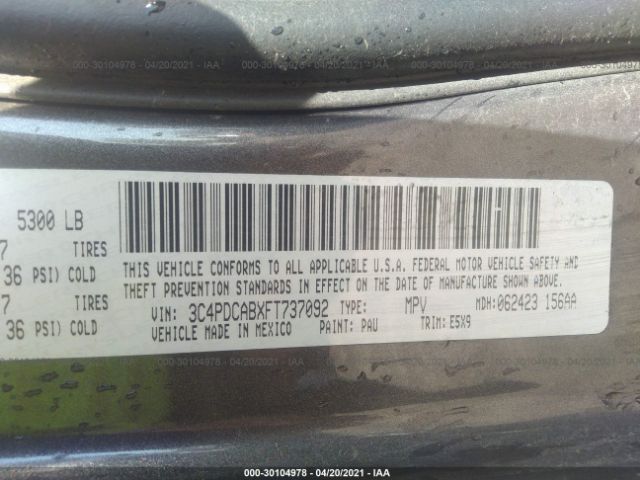 000-30104978 - 04/20/2021 - IAA
5300 LB
7 TIRES
36 PSI) COLD
7 TIRES
36 PSI) COLD
THIS VEHICLE CONFORMS TO ALL APPLICABLE U.S.A. FEDERAL MOTOR VEHICLE SAFETY AND
THEFT PREVENTION STANDARDS IN EFFECT ON THE DATE OF MANUFACTURE SHOWN ABOVE.
VIN: 3C4PDCABXFT737092 TYPE: MPV MDH: 062423 156AA
VEHICLE MADE IN MEXICO PAINT: PAU TRIM: E5X9
000-30104978 - 04/20/2021 - IAA